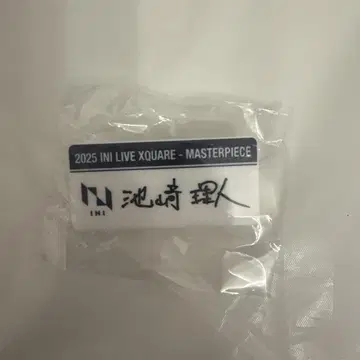 2025 INI LIVE XQUARE - MASTERPIECE
INI 池﨑理人